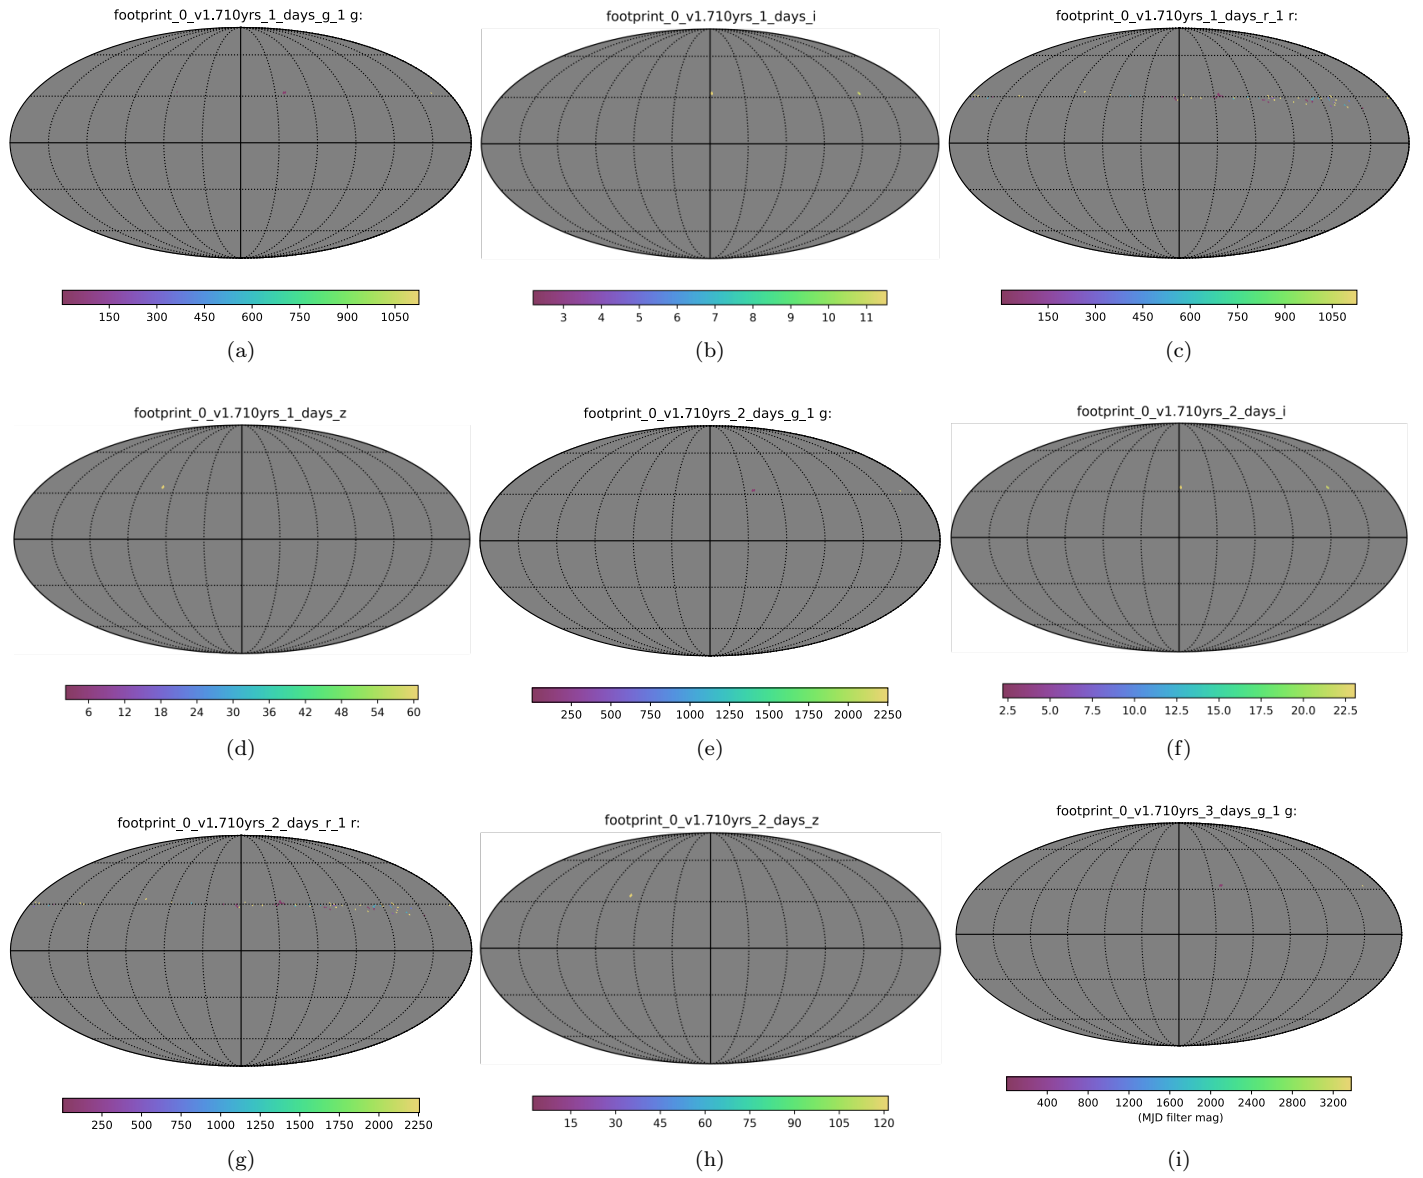 footprint_0_v1.710yrs_1_days_g_1 g:
150 300 450 600 750 900 1050
(a)
footprint_0_v1.710yrs_1_days_i
3 4 5 6 7 8 9 10 11
(b)
footprint_0_v1.710yrs_1_days_r_1 r:
150 300 450 600 750 900 1050
(c)
footprint_0_v1.710yrs_1_days_z
6 12 18 24 30 36 42 48 54 60
(d)
footprint_0_v1.710yrs_2_days_g_1 g:
250 500 750 1000 1250 1500 1750 2000 2250
(e)
footprint_0_v1.710yrs_2_days_i
2.5 5.0 7.5 10.0 12.5 15.0 17.5 20.0 22.5
(f)
footprint_0_v1.710yrs_2_days_r_1 r:
250 500 750 1000 1250 1500 1750 2000 2250
(g)
footprint_0_v1.710yrs_2_days_z
15 30 45 60 75 90 105 120
(h)
footprint_0_v1.710yrs_3_days_g_1 g:
400 800 1200 1600 2000 2400 2800 3200
(MJD filter mag)
(i)